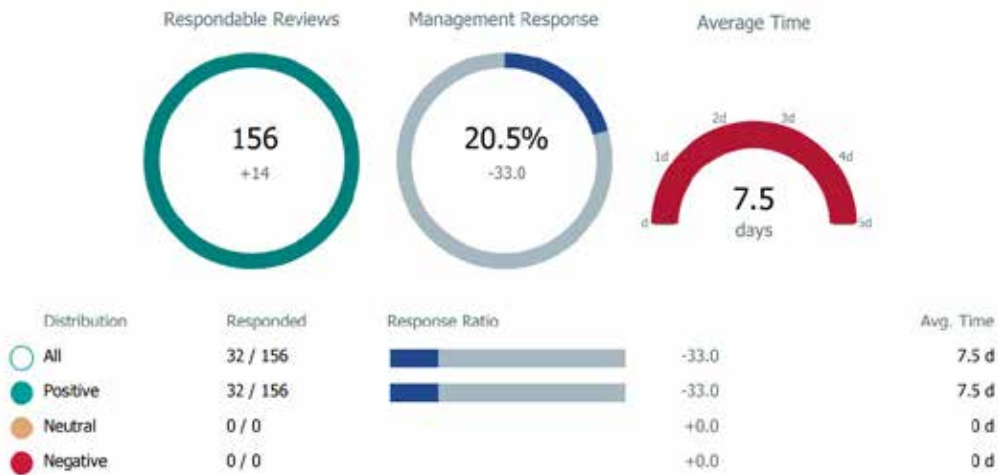 Respondable Reviews
Management Response
Average Time
156
+14
20.5%
-33.0
d
1d
2d
3d
4d
5d
7.5
days
Distribution Responded Response Ratio Avg. Time
All 32 / 156 -33.0 7.5 d
Positive 32 / 156 -33.0 7.5 d
Neutral 0 / 0 +0.0 0 d
Negative 0 / 0 +0.0 0 d